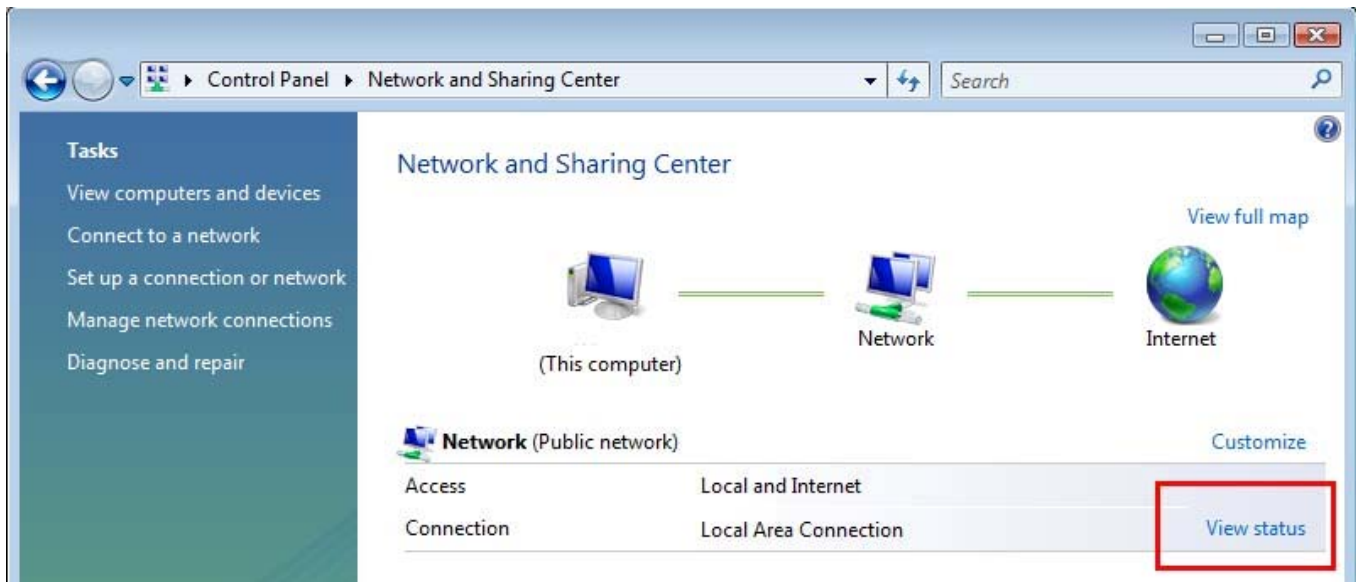 Control Panel Network and Sharing Center
Search
Tasks
View computers and devices
Connect to a network
Set up a connection or network
Manage network connections
Diagnose and repair
Network and Sharing Center
View full map
(This computer)
Network
Internet
Network (Public network) Customize
Access Local and Internet
Connection Local Area Connection View status